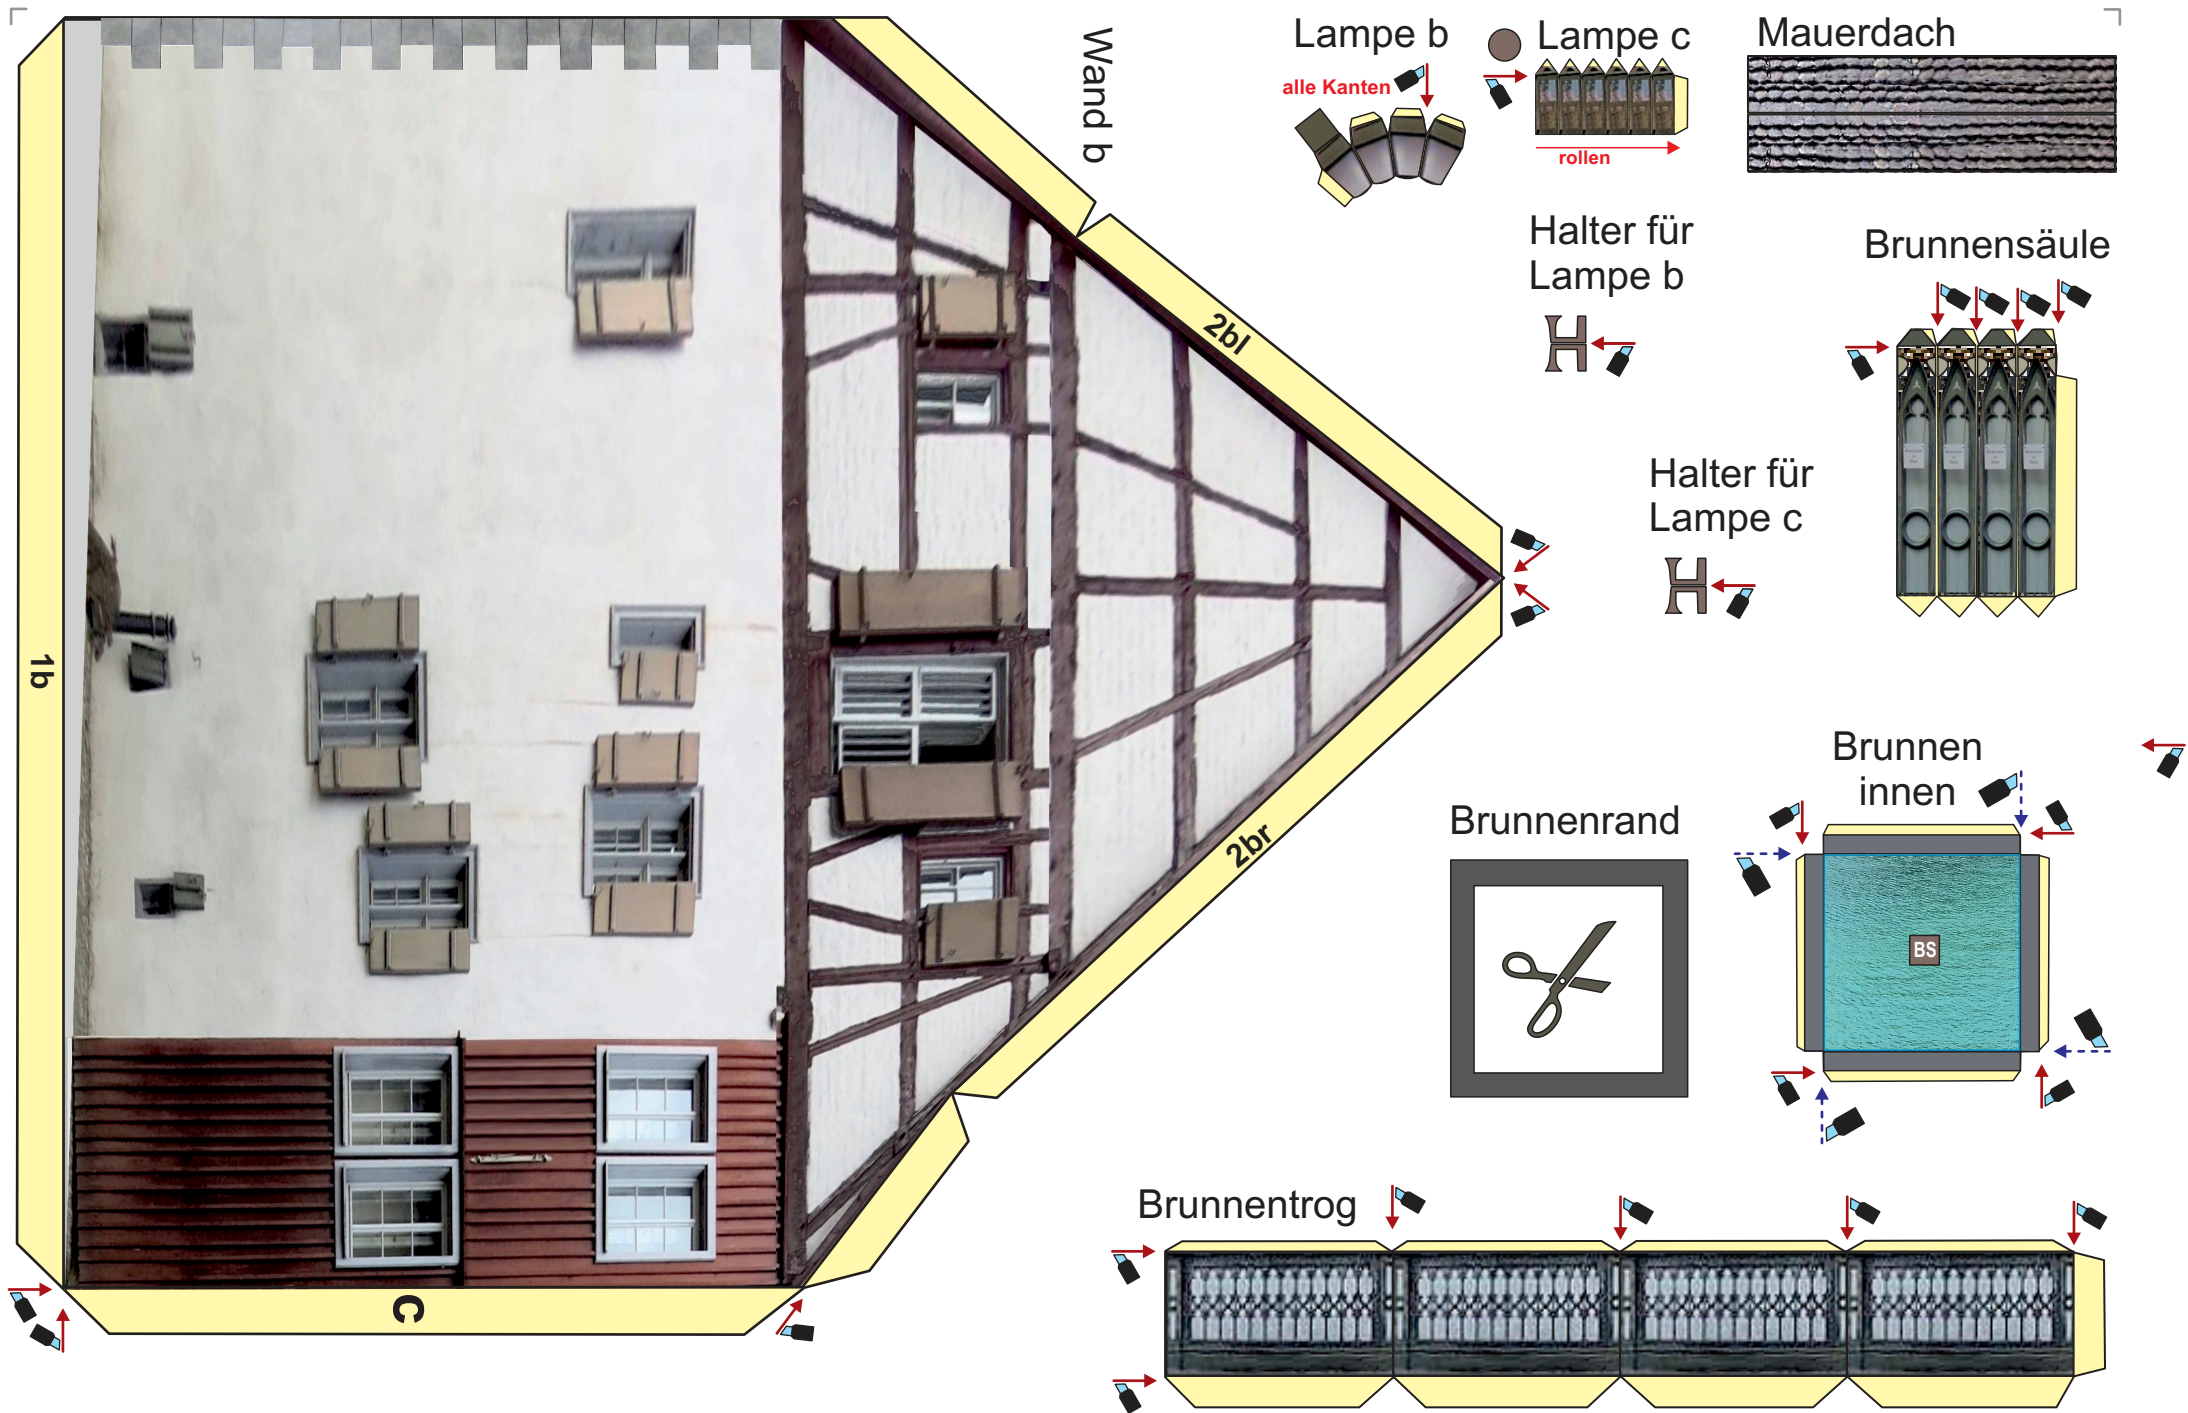 Wand b
Lampe b
alle Kanten
Lampe c
rollen
Mauerdach
Halter für
Lampe b
Brunnensäule
2bl
Halter für
Lampe c
1b
Brunnen
innen
Brunnenrand
2br
BS
Brunnentrog
C